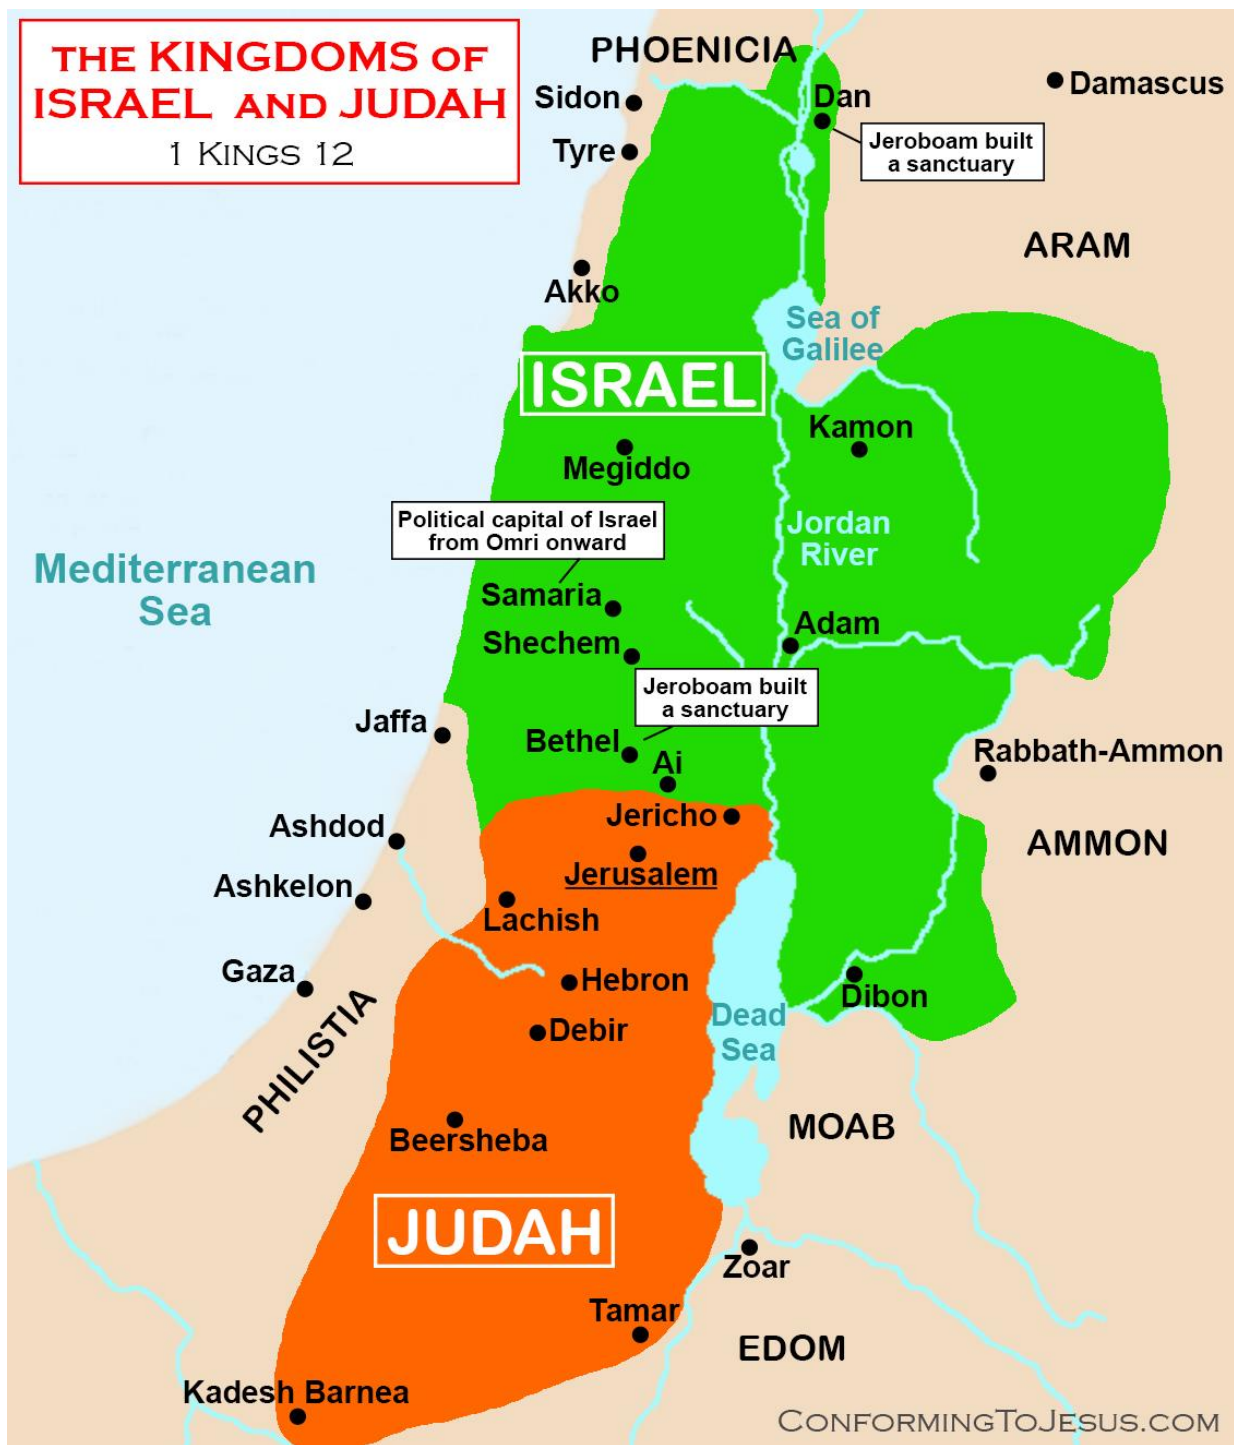 THE KINGDOMS OF
ISRAEL AND JUDAH
1 KINGS 12
PHOENICIA
Sidon
Damascus
Dan
Tyre
Jeroboam built
a sanctuary
ARAM
Akko
Sea of
Galilee
ISRAEL
Kamon
Megiddo
Political capital of Israel
from Omri onward
Jordan
River
Mediterranean
Sea
Samaria
Adam
Shechem
Jeroboam built
a sanctuary
Jaffa
Bethel
Ai
Rabbath-Ammon
Jericho
Ashdod
AMMON
Jerusalem
Ashkelon
Lachish
Gaza
Hebron
Dibon
Debir
Dead
Sea
PHILISTIA
MOAB
Beersheba
JUDAH
Zoar
Tamar
EDOM
Kadesh Barnea
CONFORMINGTOJESUS.COM